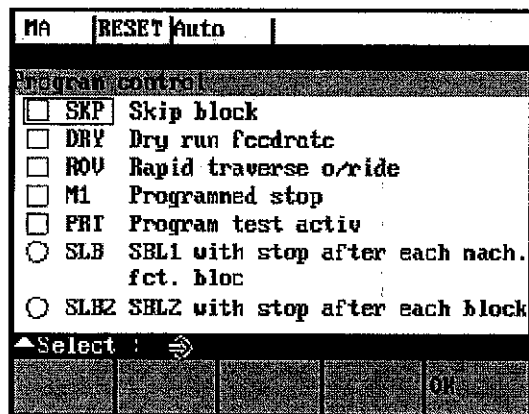 MA RESET Auto
Program control
SKP Skip block
DRY Dry run feedrate
ROV Rapid traverse o/ride
M1 Programned stop
PRT Program test activ
SLB SBL1 with stop after each mach.
fct. bloc
SLB2 SBL2 with stop after each block
Select :
OK